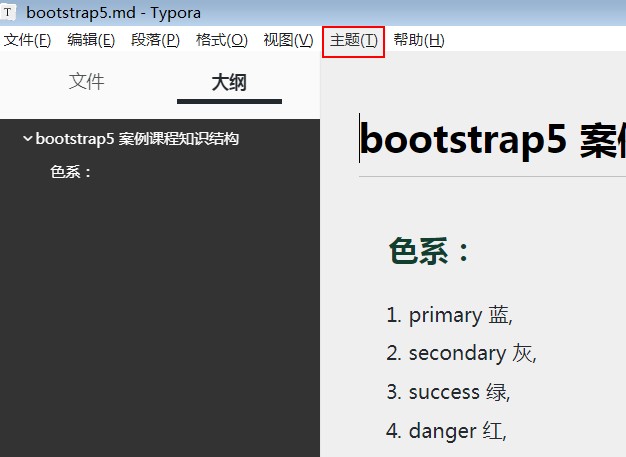 T bootstrap5.md - Typora
文件(F) 编辑(E) 段落(P) 格式(O) 视图(V) 主题(T) 帮助(H)
文件 大纲
bootstrap5 案例课程知识结构
色系：
bootstrap5 案
色系：
1. primary 蓝,
2. secondary 灰,
3. success 绿,
4. danger 红,